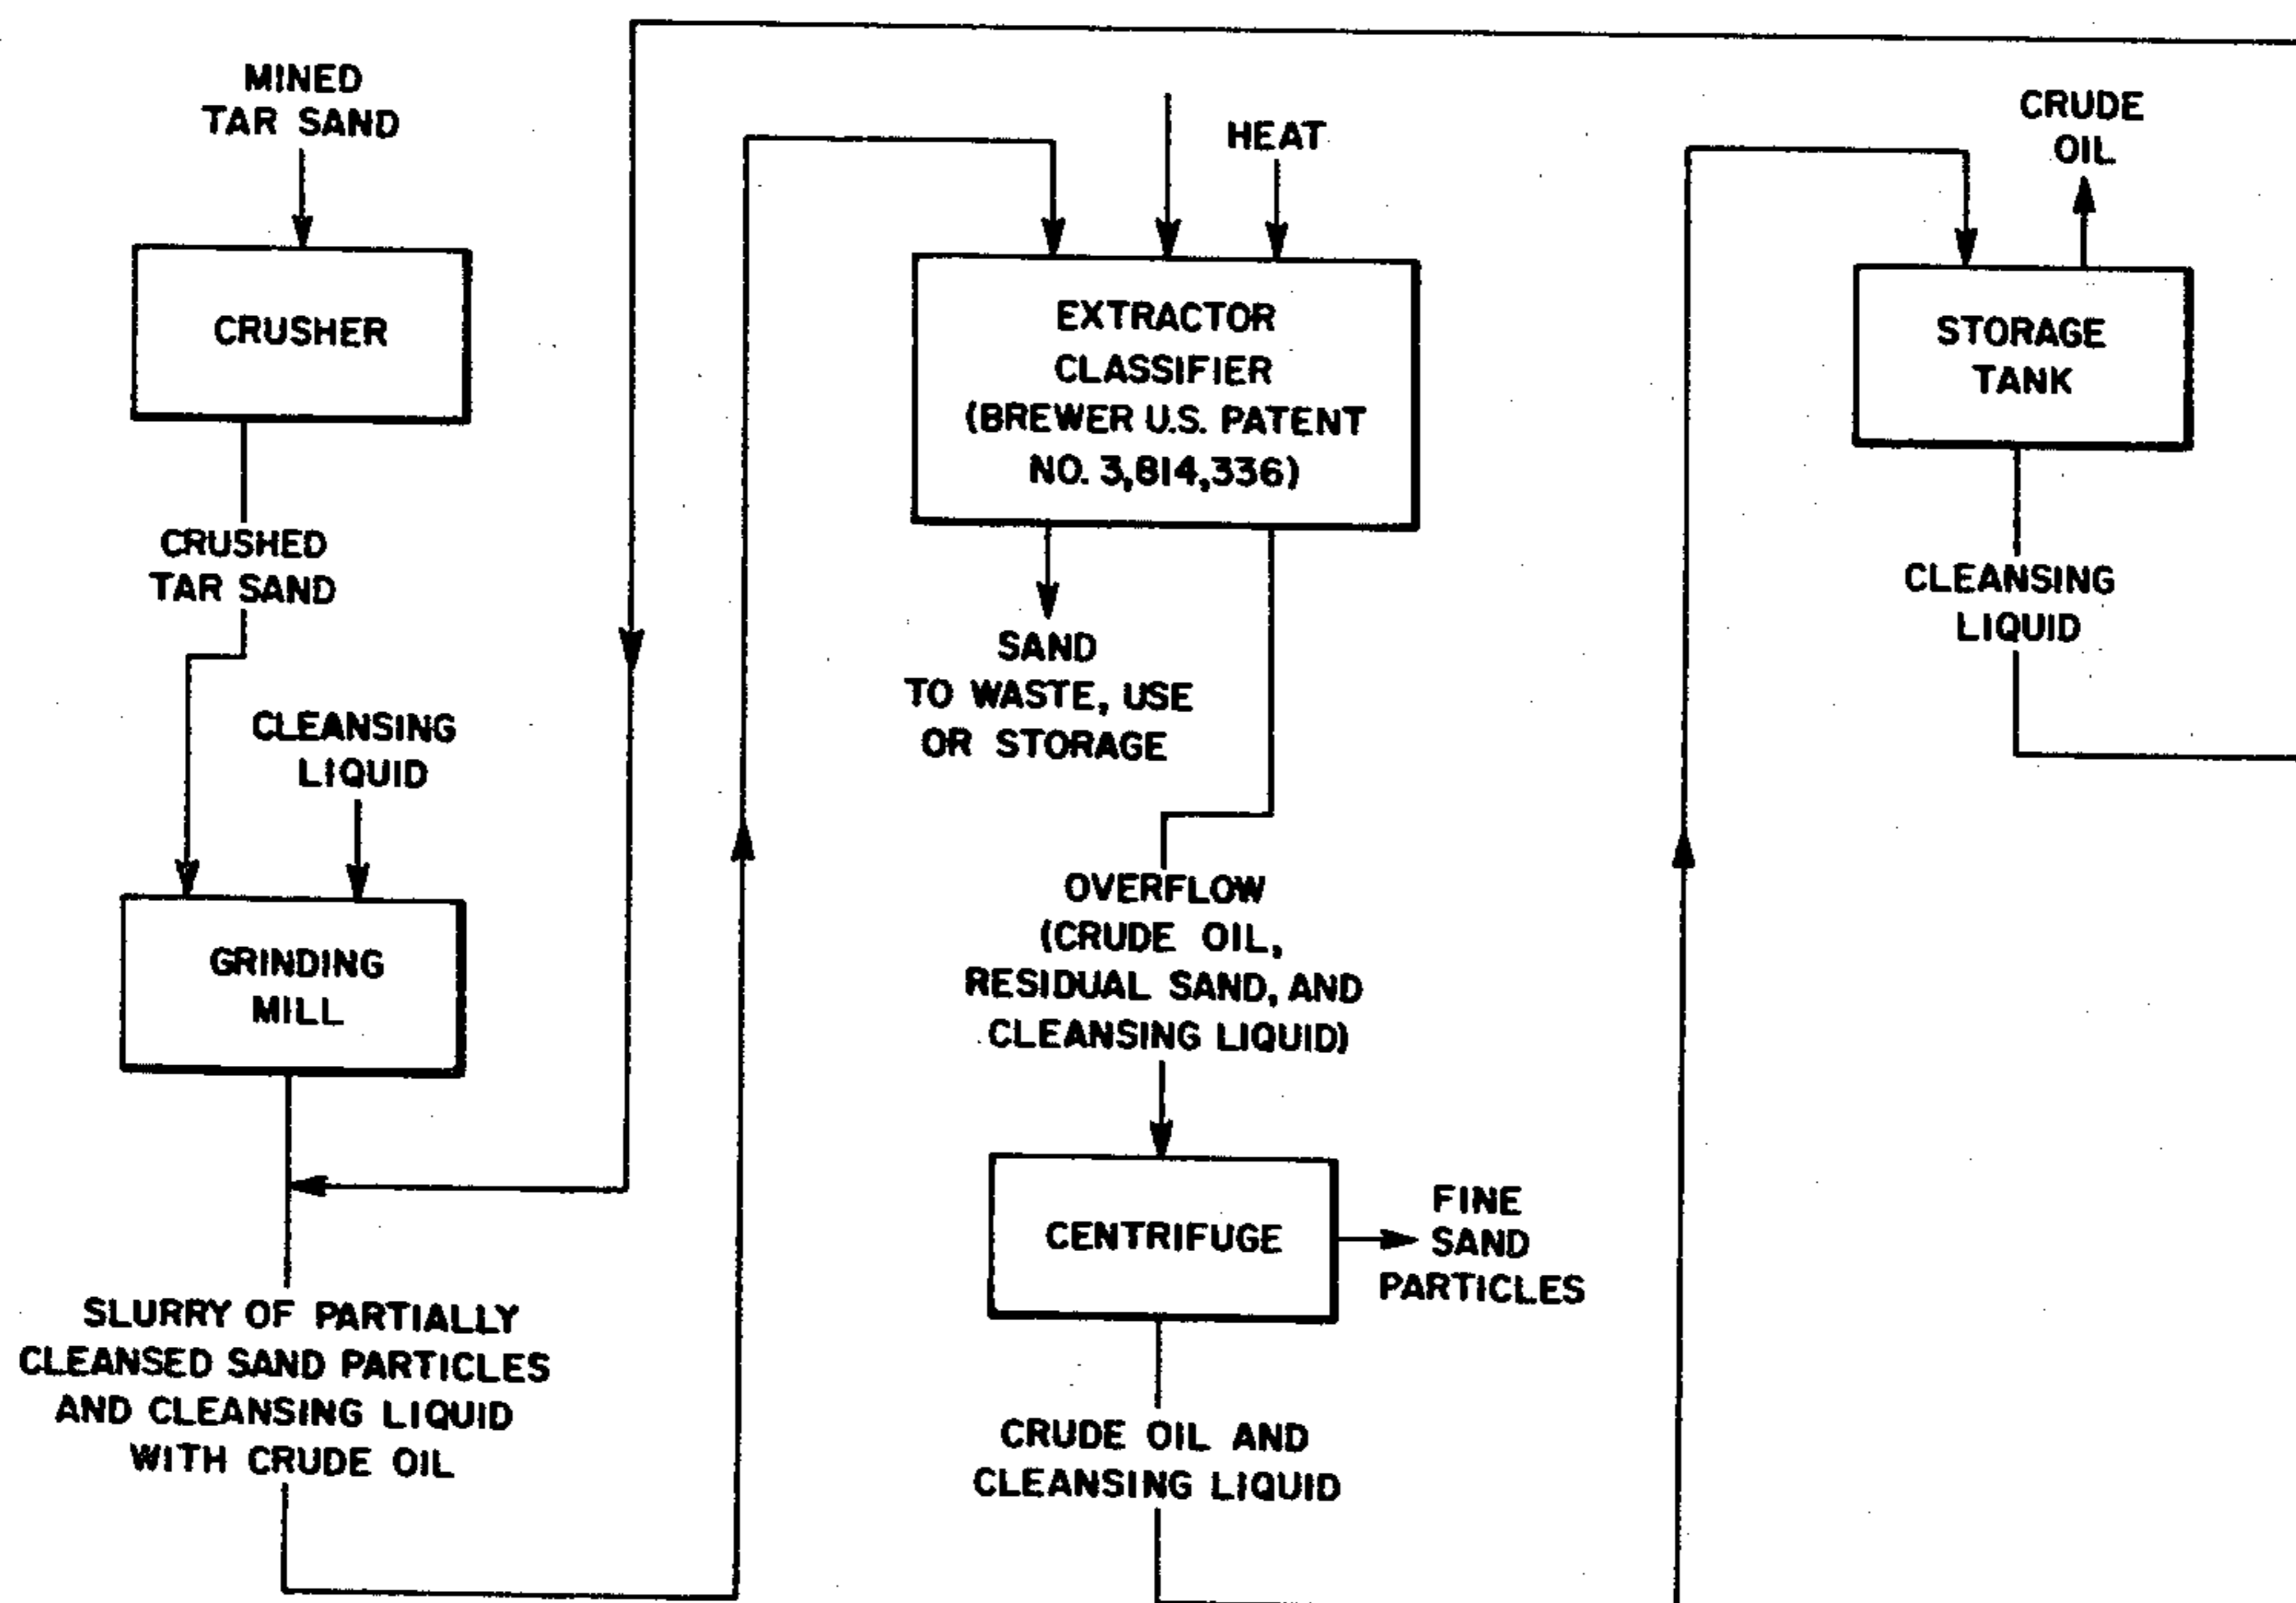 MINED
TAR SAND
CRUSHER
CRUSHED
TAR SAND
CLEANSING
LIQUID
GRINDING
MILL
SLURRY OF PARTIALLY
CLEANSED SAND PARTICLES
AND CLEANSING LIQUID
WITH CRUDE OIL
HEAT
EXTRACTOR
CLASSIFIER
(BREWER U.S. PATENT
NO. 3,814,336)
SAND
TO WASTE, USE
OR STORAGE
OVERFLOW
(CRUDE OIL,
RESIDUAL SAND, AND
CLEANSING LIQUID)
CENTRIFUGE
FINE
SAND
PARTICLES
CRUDE OIL AND
CLEANSING LIQUID
CRUDE
OIL
STORAGE
TANK
CLEANSING
LIQUID